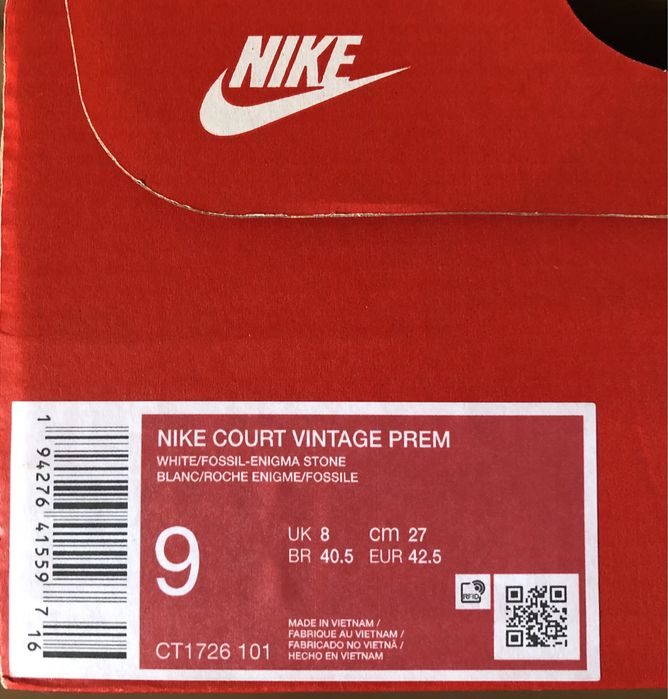 NIKE
NIKE COURT VINTAGE PREM
WHITE/FOSSIL-ENIGMA STONE
BLANC/ROCHE ENIGME/FOSSILE
9
UK 8 cm 27
BR 40.5 EUR 42.5
RFID
MADE IN VIETNAM /
FABRIQUE AU VIETNAM /
FABRICADO NO VIETNÃ /
HECHO EN VIETNAM
CT1726 101
1 94276 41559 7 16